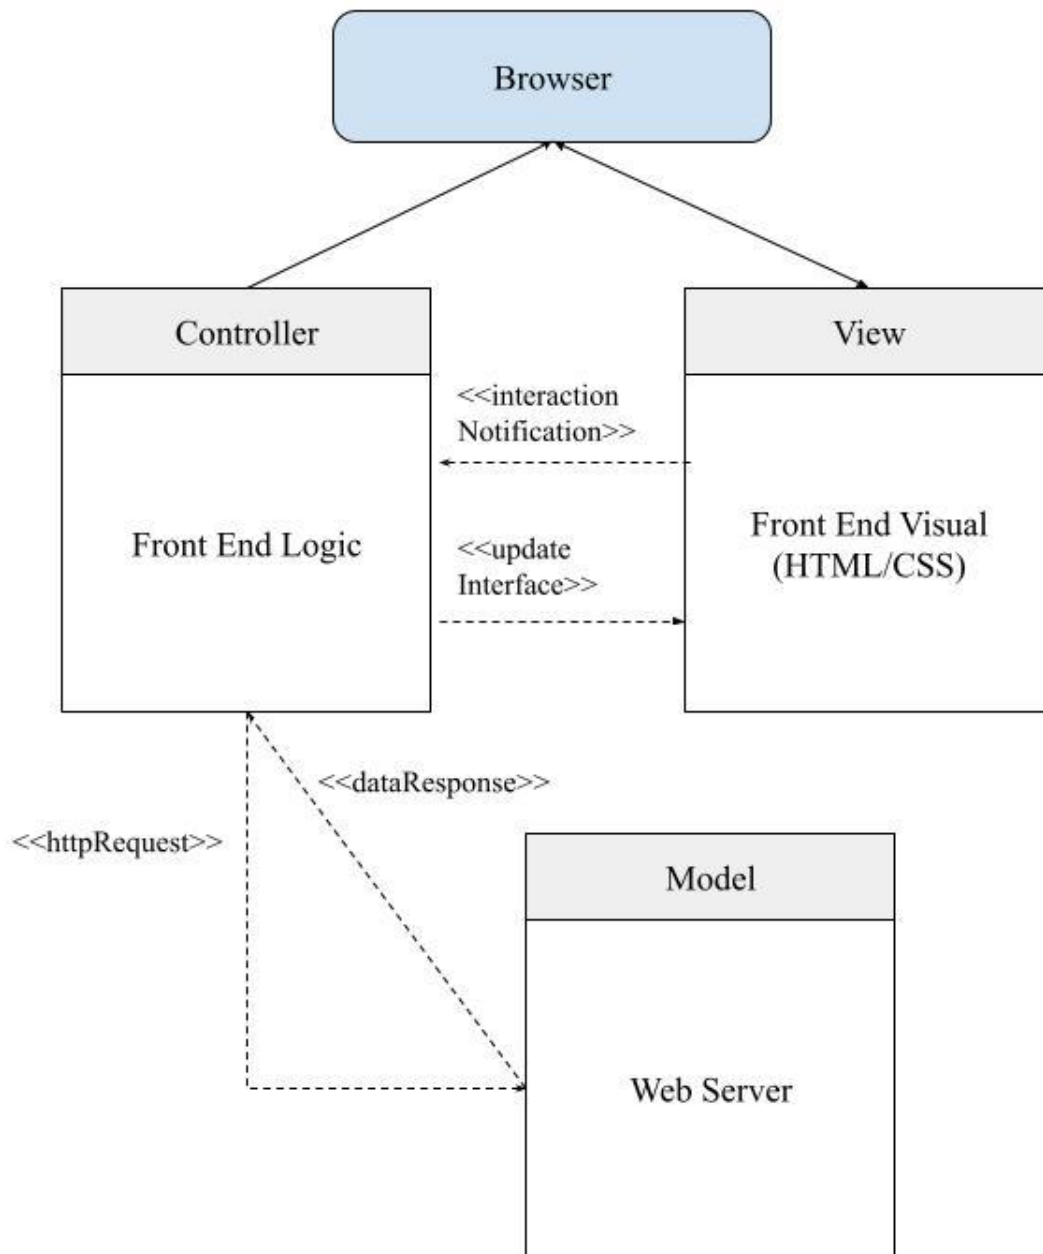 Browser
Controller
View
<<interaction
Notification>>
Front End Logic
<<update
Interface>>
Front End Visual
(HTML/CSS)
<<dataResponse>>
<<httpRequest>>
Model
Web Server